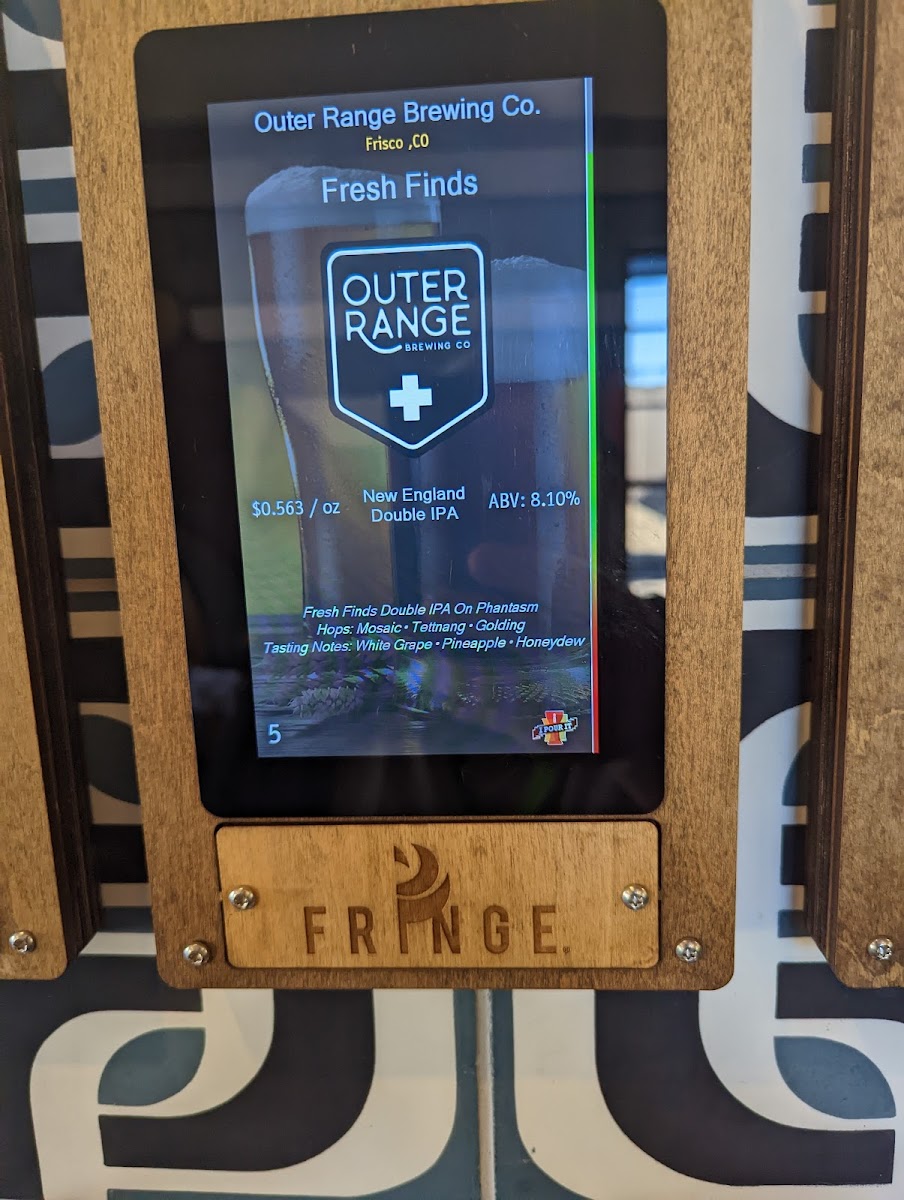 Outer Range Brewing Co.
Frisco ,CO
Fresh Finds
OUTER
RANGE
BREWING CO
$0.563 / oz
New England
Double IPA
ABV: 8.10%
Fresh Finds Double IPA On Phantasm
Hops: Mosaic • Tettnang • Golding
Tasting Notes: White Grape • Pineapple • Honeydew
5
I POUR IT
FRINGE.